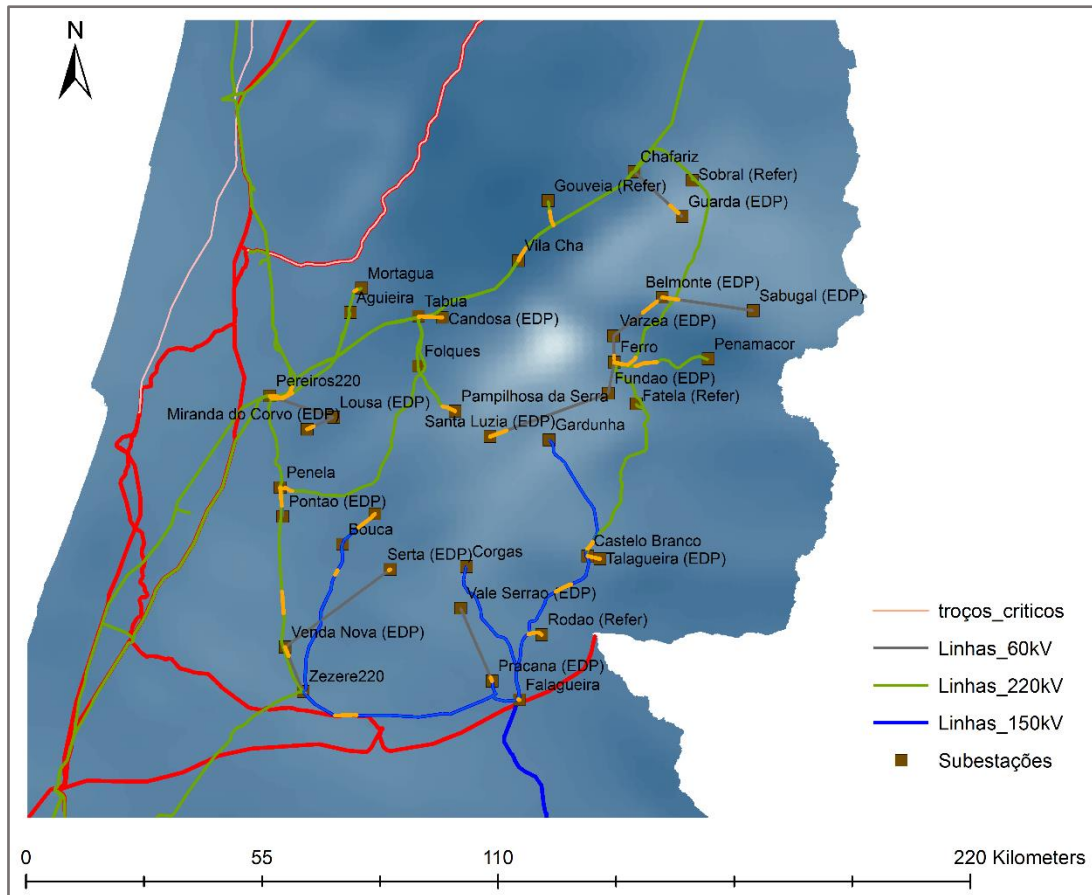 N
Chafariz
Sobral (Refer)
Gouveia (Refer)
Guarda (EDP)
Vila Cha
Belmonte (EDP)
Sabugal (EDP)
Mortagua
Aguieira
Tabua
Candosa (EDP)
Varzea (EDP)
Ferro
Penamacor
Folques
Fundao (EDP)
Pereiros220
Pampilhosa da Serra
Fatela (Refer)
Lousa (EDP)
Miranda do Corvo (EDP)
Santa Luzia (EDP)
Gardunha
Penela
Pontao (EDP)
Bouca
Castelo Branco
Serta (EDP)
Corgas
Talagueira (EDP)
Vale Serrao (EDP)
Rodao (Refer)
Venda Nova (EDP)
Zezere220
Pracana (EDP)
Falagueira
troços_criticos
Linhas_60kV
Linhas_220kV
Linhas_150kV
Subestações
0 55 110 220 Kilometers